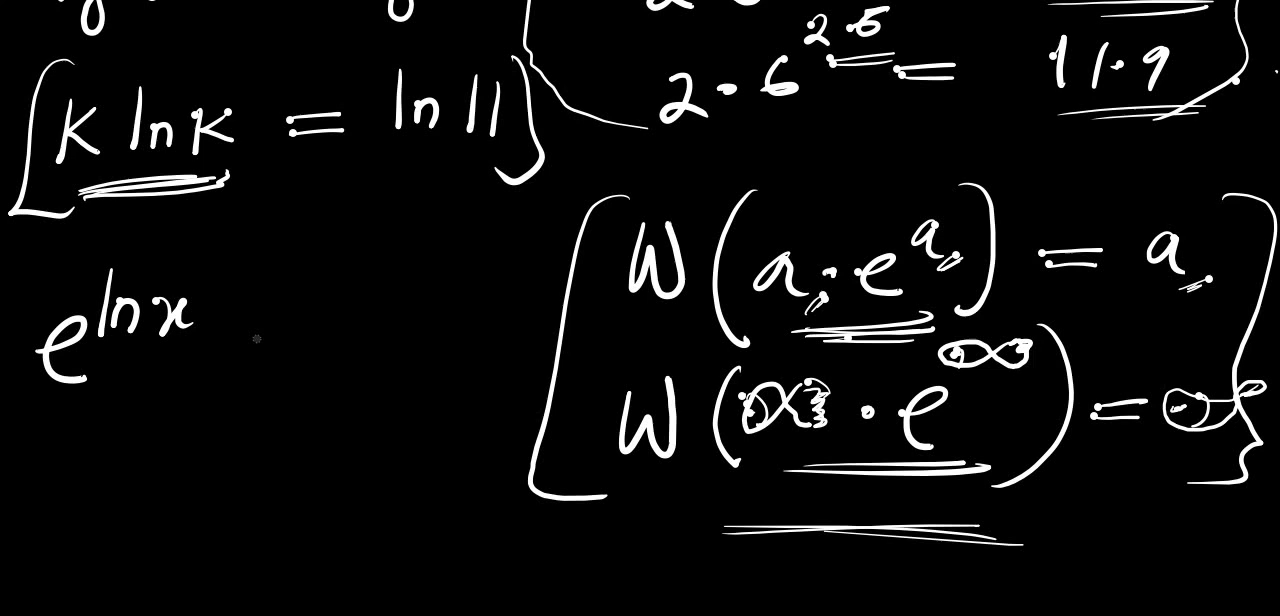 2.6^2.5 = 11.9
[K ln K = ln 11]
W(a.e^a) = a
e^ln x
W(∝.e^∝) = ∝